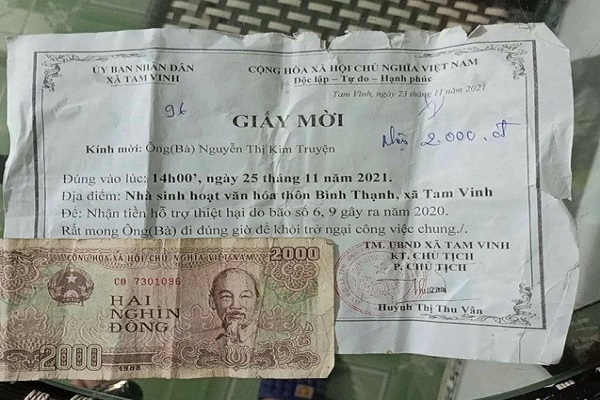 ỦY BAN NHÂN DÂN
XÃ TAM VINH
CỘNG HÒA XÃ HỘI CHỦ NGHĨA VIỆT NAM
Độc lập – Tự do – Hạnh phúc
Tam Vinh, ngày 23 tháng 11 năm 2021
96
GIẤY MỜI
2.000.đ
Kính mời: Ông(Bà) Nguyễn Thị Kim Truyện
Đúng vào lúc: 14h00', ngày 25 tháng 11 năm 2021.
Địa điểm: Nhà sinh hoạt văn hóa thôn Bình Thạnh, xã Tam Vinh
Đề: Nhận tiền hỗ trợ thiệt hại do bão số 6, 9 gây ra năm 2020.
Rất mong Ông(Bà) đi đúng giờ để khỏi trở ngại công việc chung./.
TM. UBND XÃ TAM VINH
KT. CHỦ TỊCH
P. CHỦ TỊCH
Huỳnh Thị Thu Vân
CỘNG HÒA XÃ HỘI CHỦ NGHĨA VIỆT NAM
2000
CO 7301096
HAI
NGHÌN
ĐỒNG
2000
1988